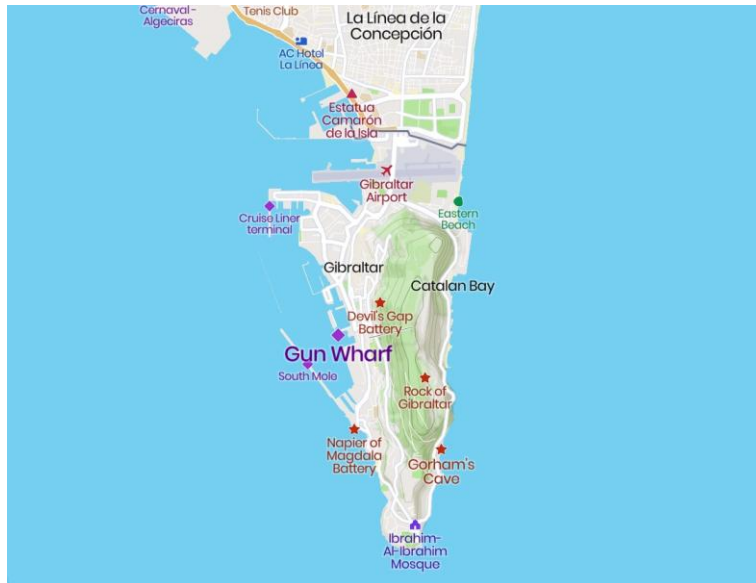 Cernaval -
Algeciras
Tenis Club
La Línea de la
Concepción
AC Hotel
La Línea
Estatua
Camarón
de la Isla
Gibraltar
Airport
Cruise Liner
terminal
Eastern
Beach
Gibraltar
Catalan Bay
Devil's Gap
Battery
Gun Wharf
South Mole
Rock of
Gibraltar
Napier of
Magdala
Battery
Gorham's
Cave
Ibrahim-
Al-Ibrahim
Mosque